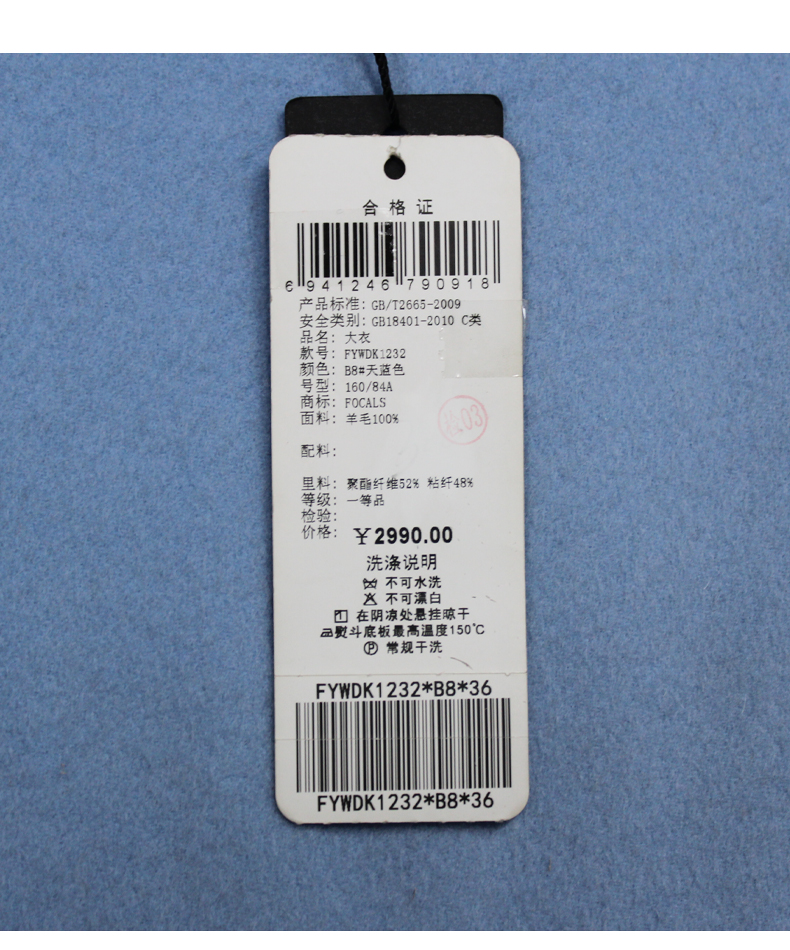 合格证
6 941246 790918
产品标准: GB/T2665-2009
安全类别: GB18401-2010 C类
品名: 大衣
款号: FYWDK1232
颜色: B8#天蓝色
号型: 160/84A
商标: FOCALS
面料: 羊毛100%
检03
配料:
里料: 聚酯纤维52% 粘纤48%
等级: 一等品
检验:
价格: ¥2990.00
洗涤说明
不可水洗
不可漂白
在阴凉处悬挂晾干
熨斗底板最高温度150℃
Ⓟ 常规干洗
FYWDK1232*B8*36
FYWDK1232*B8*36